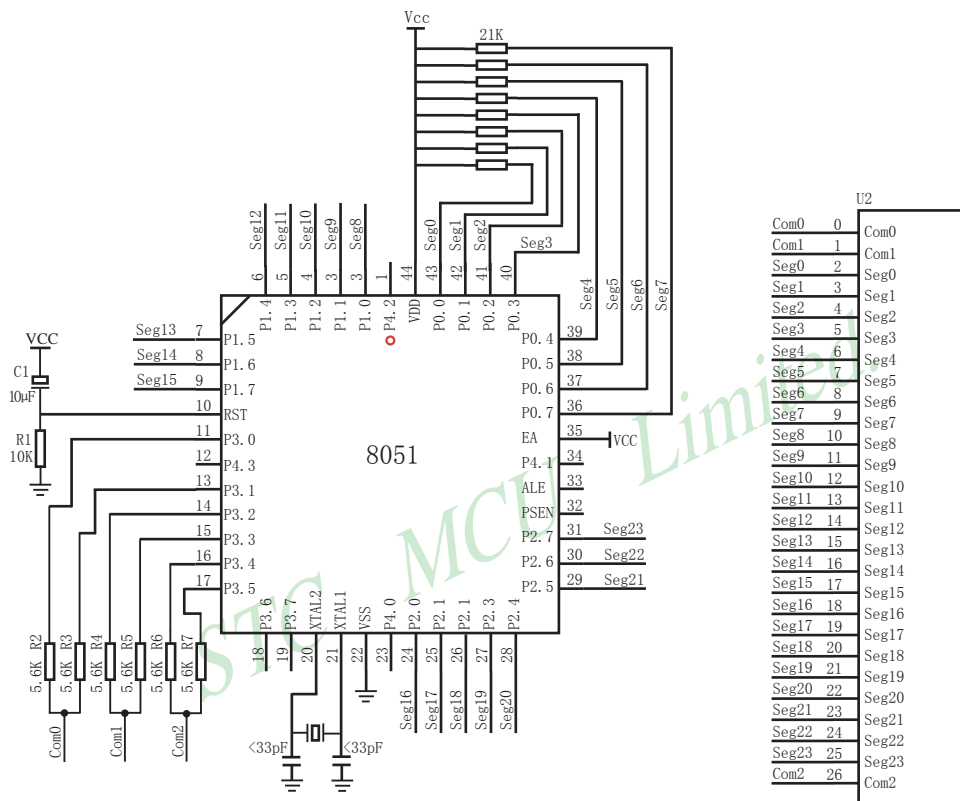 Vcc
21K
Seg12
Seg11
Seg10
Seg9
Seg8
Seg0
Seg1
Seg2
Seg3
Seg4
Seg5
Seg6
Seg7
6
5
4
3
3
1
44
43
42
41
40
P1.4
P1.3
P1.2
P1.1
P1.0
P4.2
VDD
P0.0
P0.1
P0.2
P0.3
Seg13 7 P1.5
Seg14 8 P1.6
Seg15 9 P1.7
10 RST
11 P3.0
12 P4.3
13 P3.1
14 P3.2
15 P3.3
16 P3.4
17 P3.5
VCC
C1
10μF
R1
10K
8051
P0.4 39
P0.5 38
P0.6 37
P0.7 36
EA 35 VCC
P4.1 34
ALE 33
PSEN 32
P2.7 31 Seg23
P2.6 30 Seg22
P2.5 29 Seg21
P3.6
P3.7
XTAL2
XTAL1
VSS
P4.0
P2.0
P2.1
P2.1
P2.3
P2.4
18
19
20
21
22
23
24
25
26
27
28
Seg16
Seg17
Seg18
Seg19
Seg20
5.6K R2
5.6K R3
5.6K R4
5.6K R5
5.6K R6
5.6K R7
Com0
Com1
Com2
<33pF
<33pF
STC MCU Limited.
U2
Com0 0 Com0
Com1 1 Com1
Seg0 2 Seg0
Seg1 3 Seg1
Seg2 4 Seg2
Seg3 5 Seg3
Seg4 6 Seg4
Seg5 7 Seg5
Seg6 8 Seg6
Seg7 9 Seg7
Seg8 10 Seg8
Seg9 11 Seg9
Seg10 12 Seg10
Seg11 13 Seg11
Seg12 14 Seg12
Seg13 15 Seg13
Seg14 16 Seg14
Seg15 17 Seg15
Seg16 18 Seg16
Seg17 19 Seg17
Seg18 20 Seg18
Seg19 21 Seg19
Seg20 22 Seg20
Seg21 23 Seg21
Seg22 24 Seg22
Seg23 25 Seg23
Com2 26 Com2